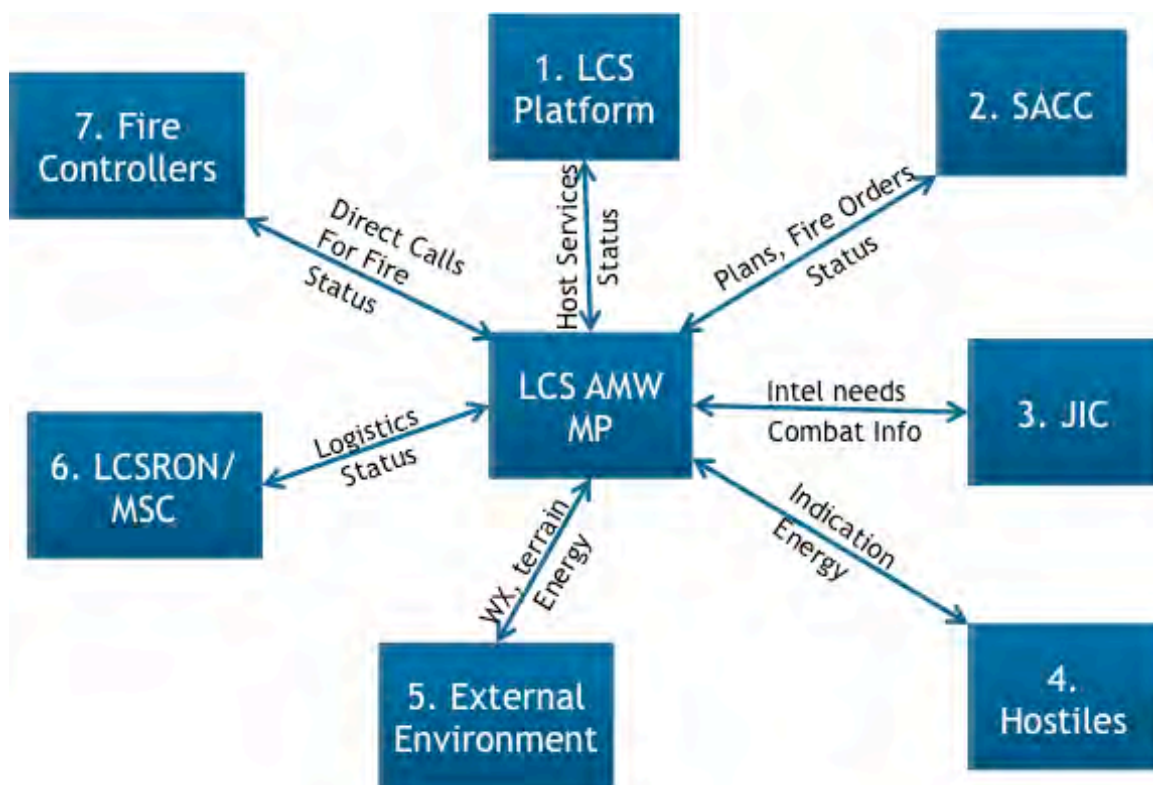 1. LCS
Platform
2. SACC
7. Fire
Controllers
Host Services
Status
Direct Calls
For Fire
Status
Plans, Fire Orders
Status
LCS AMW
MP
Intel needs
Combat Info
3. JIC
6. LCSRON/
MSC
Logistics
Status
Indication
Energy
WX, terrain
Energy
4.
Hostiles
5. External
Environment